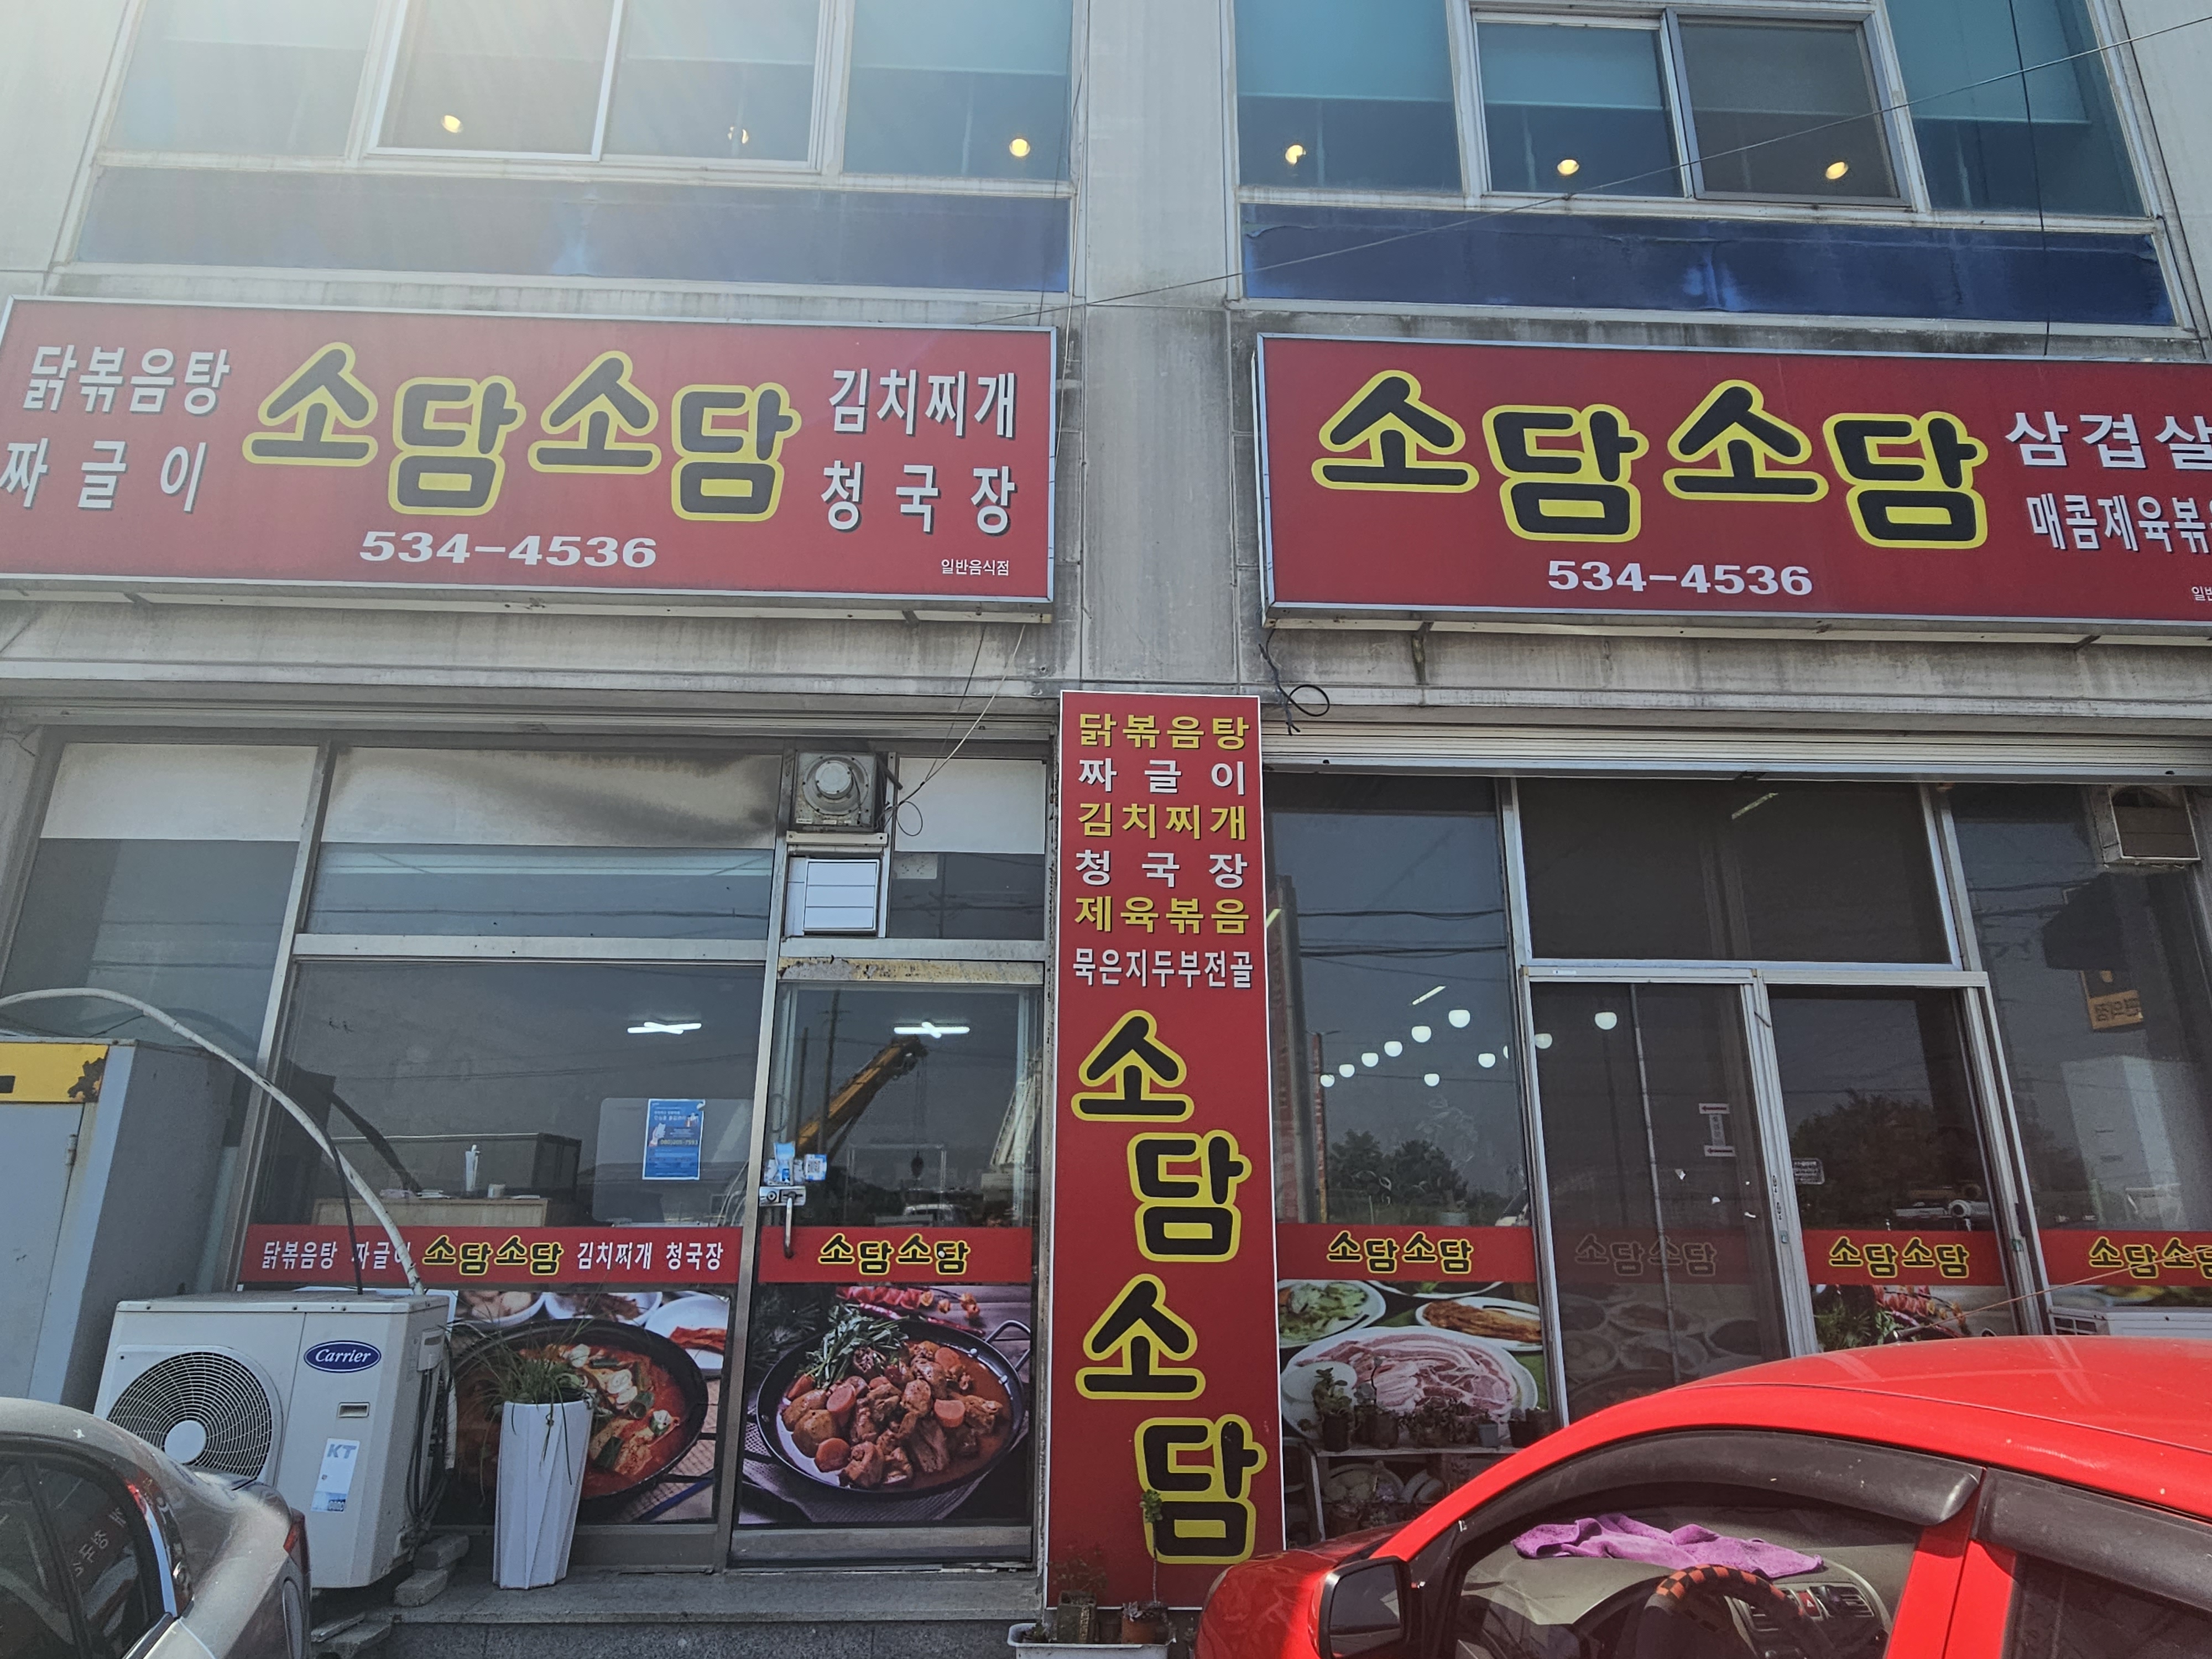 닭볶음탕
짜글이
소담소담
김치찌개
청국장
534-4536
일반음식점
소담소담
삼겹살
매콤제육볶
534-4536
일반
닭볶음탕
짜글이
김치찌개
청국장
제육볶음
묵은지두부전골
소담
소담
닭볶음탕 짜글이 소담소담 김치찌개 청국장
소담소담
소담소담
소담소담
소담소담
소담소
Carrier
KT